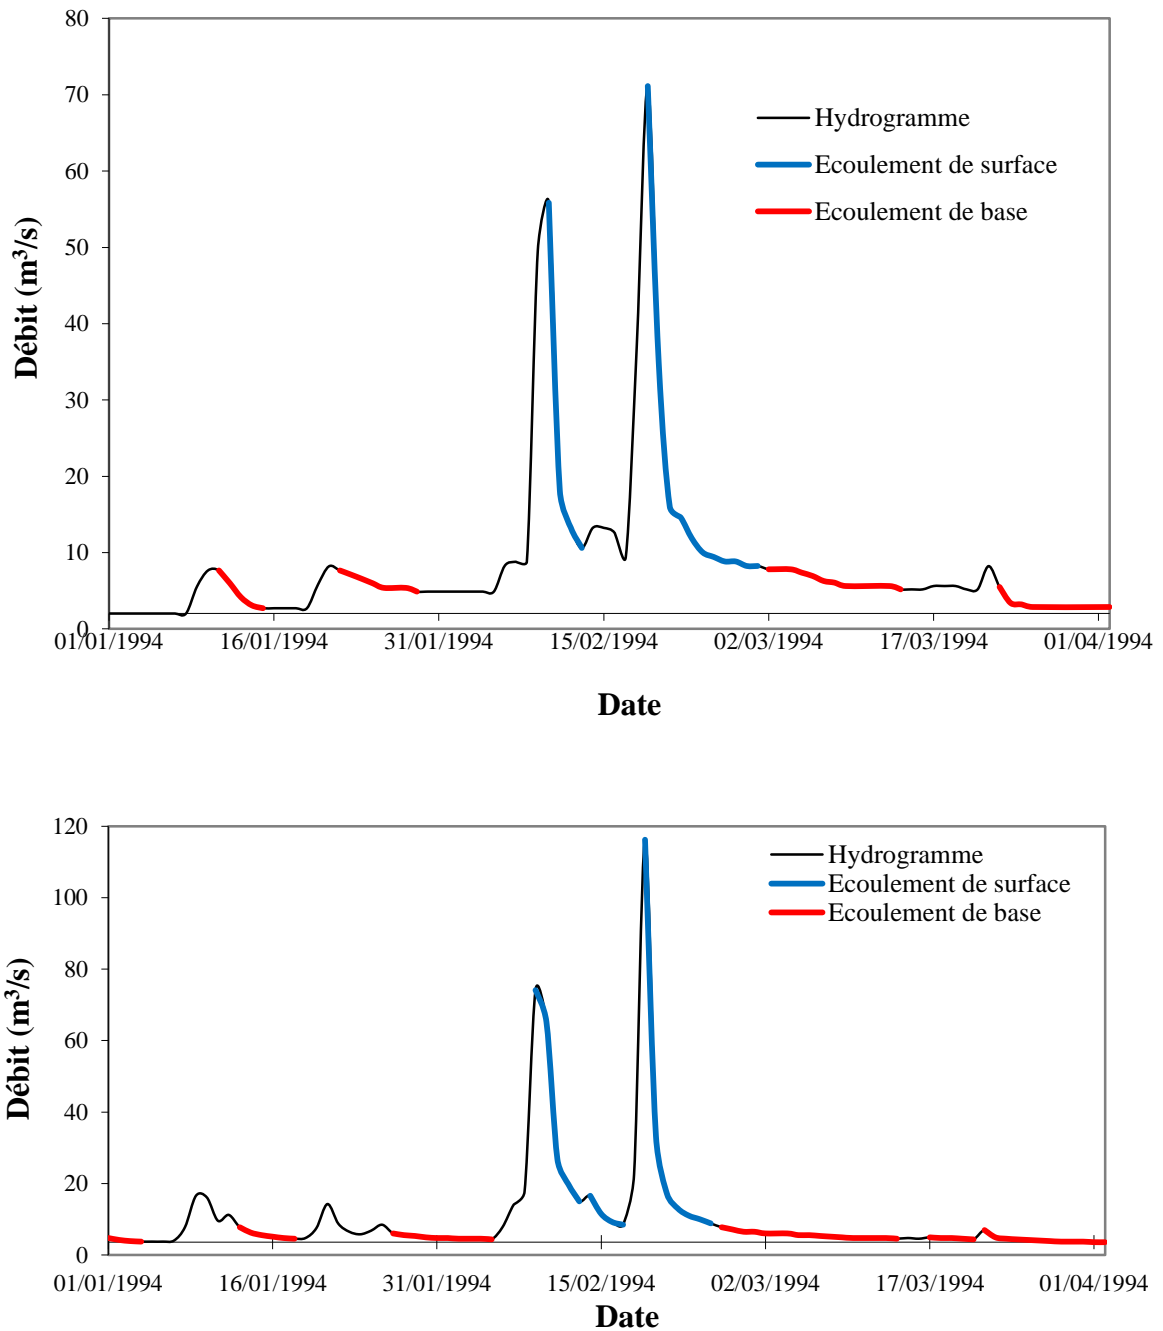 80
70
60
50
40
30
20
10
0
Débit (m³/s)
Hydrogramme
Ecoulement de surface
Ecoulement de base
01/01/1994 16/01/1994 31/01/1994 15/02/1994 02/03/1994 17/03/1994 01/04/1994
Date
120
100
80
60
40
20
0
Débit (m³/s)
Hydrogramme
Ecoulement de surface
Ecoulement de base
01/01/1994 16/01/1994 31/01/1994 15/02/1994 02/03/1994 17/03/1994 01/04/1994
Date